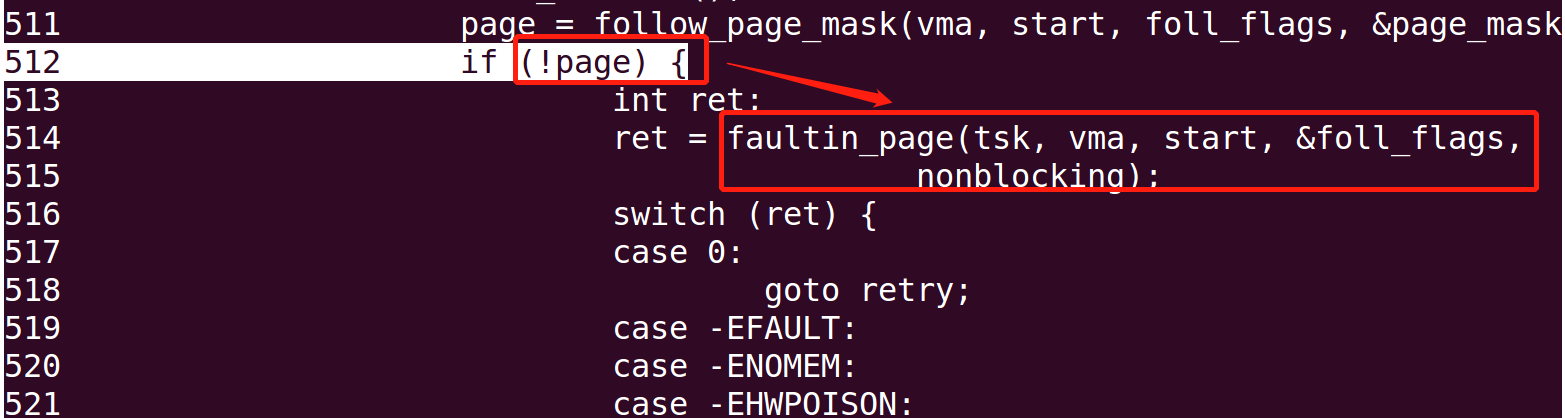 511 page = follow_page_mask(vma, start, foll_flags, &page_mask
512 if (!page) {
513 int ret;
514 ret = faultin_page(tsk, vma, start, &foll_flags,
515 nonblocking);
516 switch (ret) {
517 case 0:
518 goto retry;
519 case -EFAULT:
520 case -ENOMEM:
521 case -EHWPOISON: